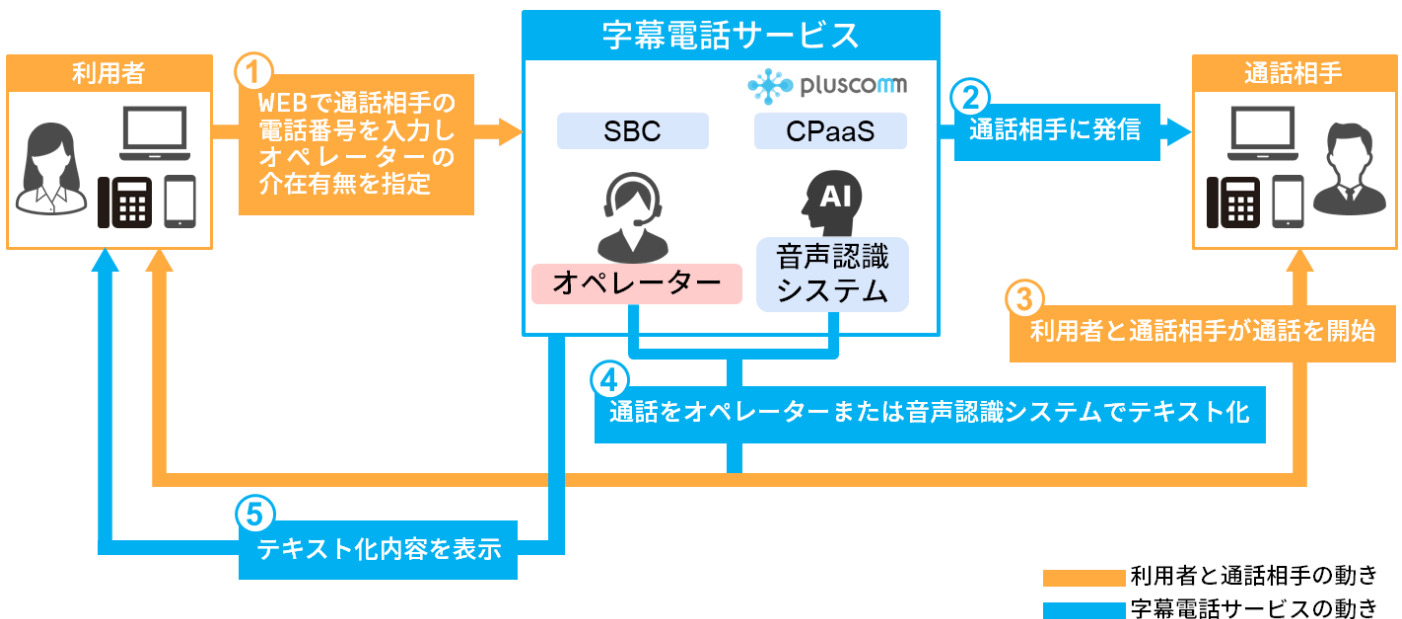 字幕電話サービス
利用者
①
WEBで通話相手の
電話番号を入力し
オペレーターの
介在有無を指定
pluscomm
SBC
CPaaS
AI
オペレーター
音声認識
システム
②
通話相手に発信
通話相手
③
利用者と通話相手が通話を開始
④
通話をオペレーターまたは音声認識システムでテキスト化
⑤
テキスト化内容を表示
利用者と通話相手の動き
字幕電話サービスの動き